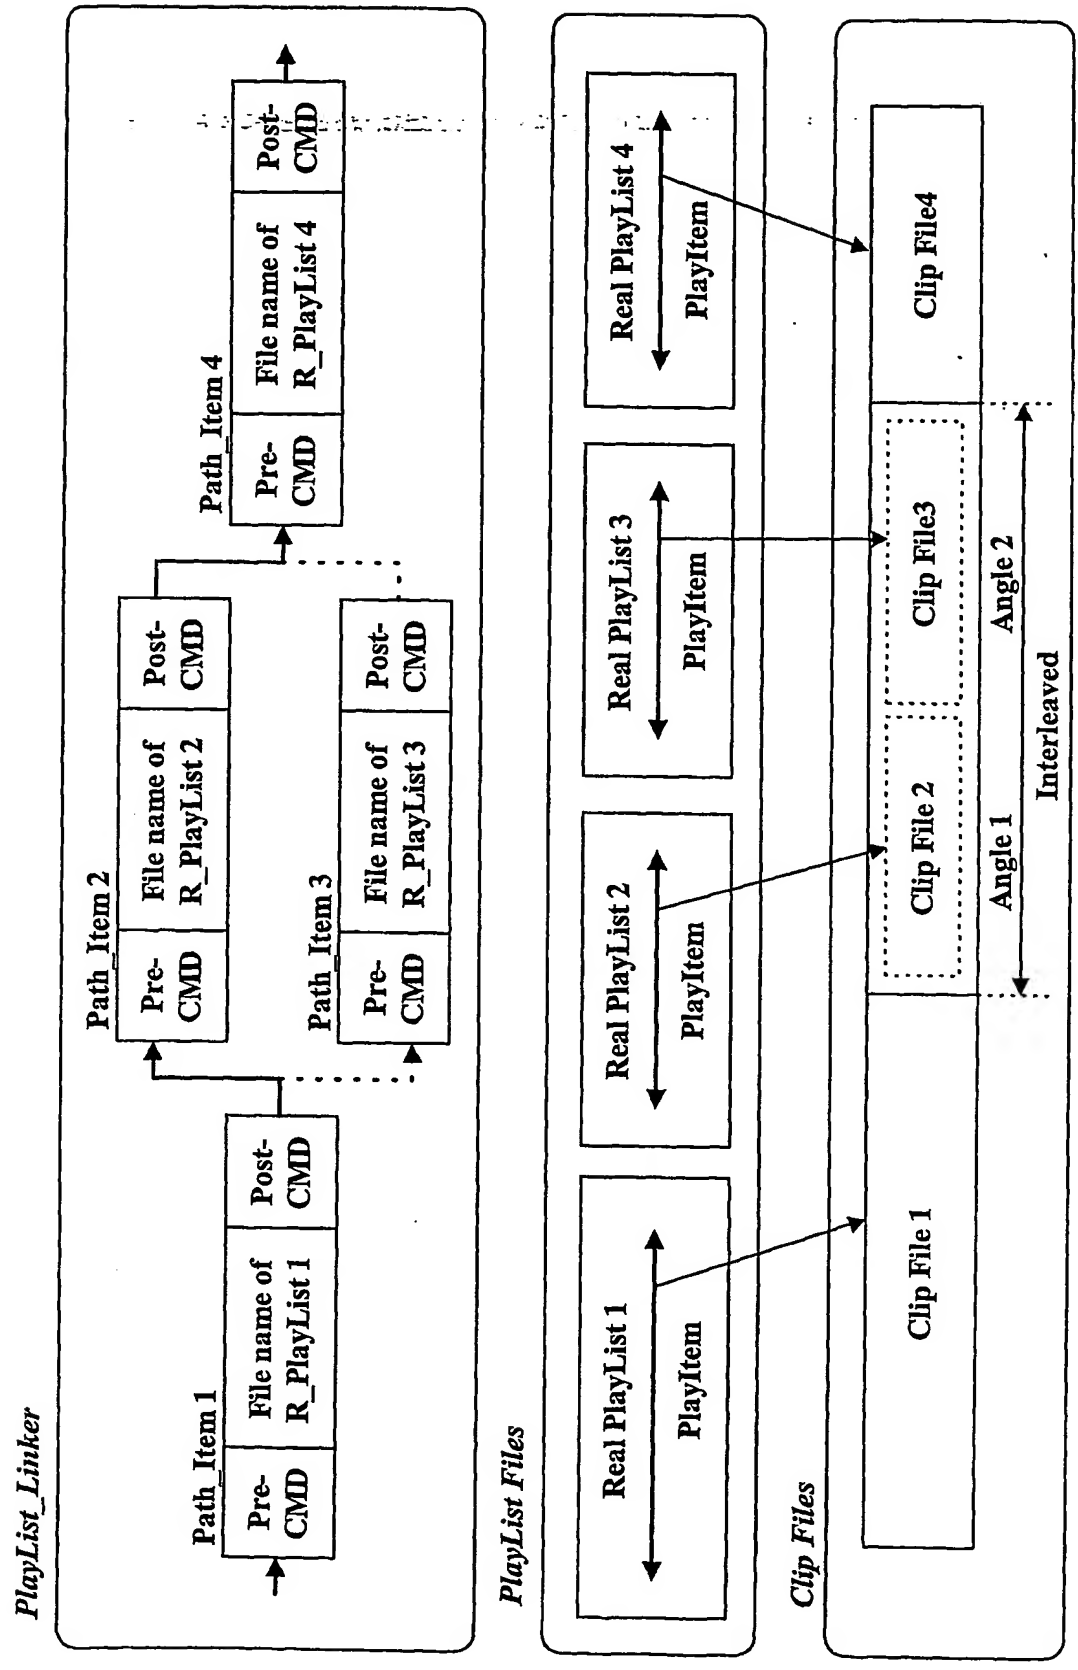 PlayList_Linker
Path_Item 1
Pre-
CMD
File name of
R_PlayList 1
Post-
CMD
Path_Item 2
Pre-
CMD
File name of
R_PlayList 2
Post-
CMD
Path_Item 3
Pre-
CMD
File name of
R_PlayList 3
Post-
CMD
Path_Item 4
Pre-
CMD
File name of
R_PlayList 4
Post-
CMD
PlayList Files
Real PlayList 1
PlayItem
Real PlayList 2
PlayItem
Real PlayList 3
PlayItem
Real PlayList 4
PlayItem
Clip Files
Clip File 1
Clip File 2
Clip File3
Clip File4
Angle 1
Angle 2
Interleaved